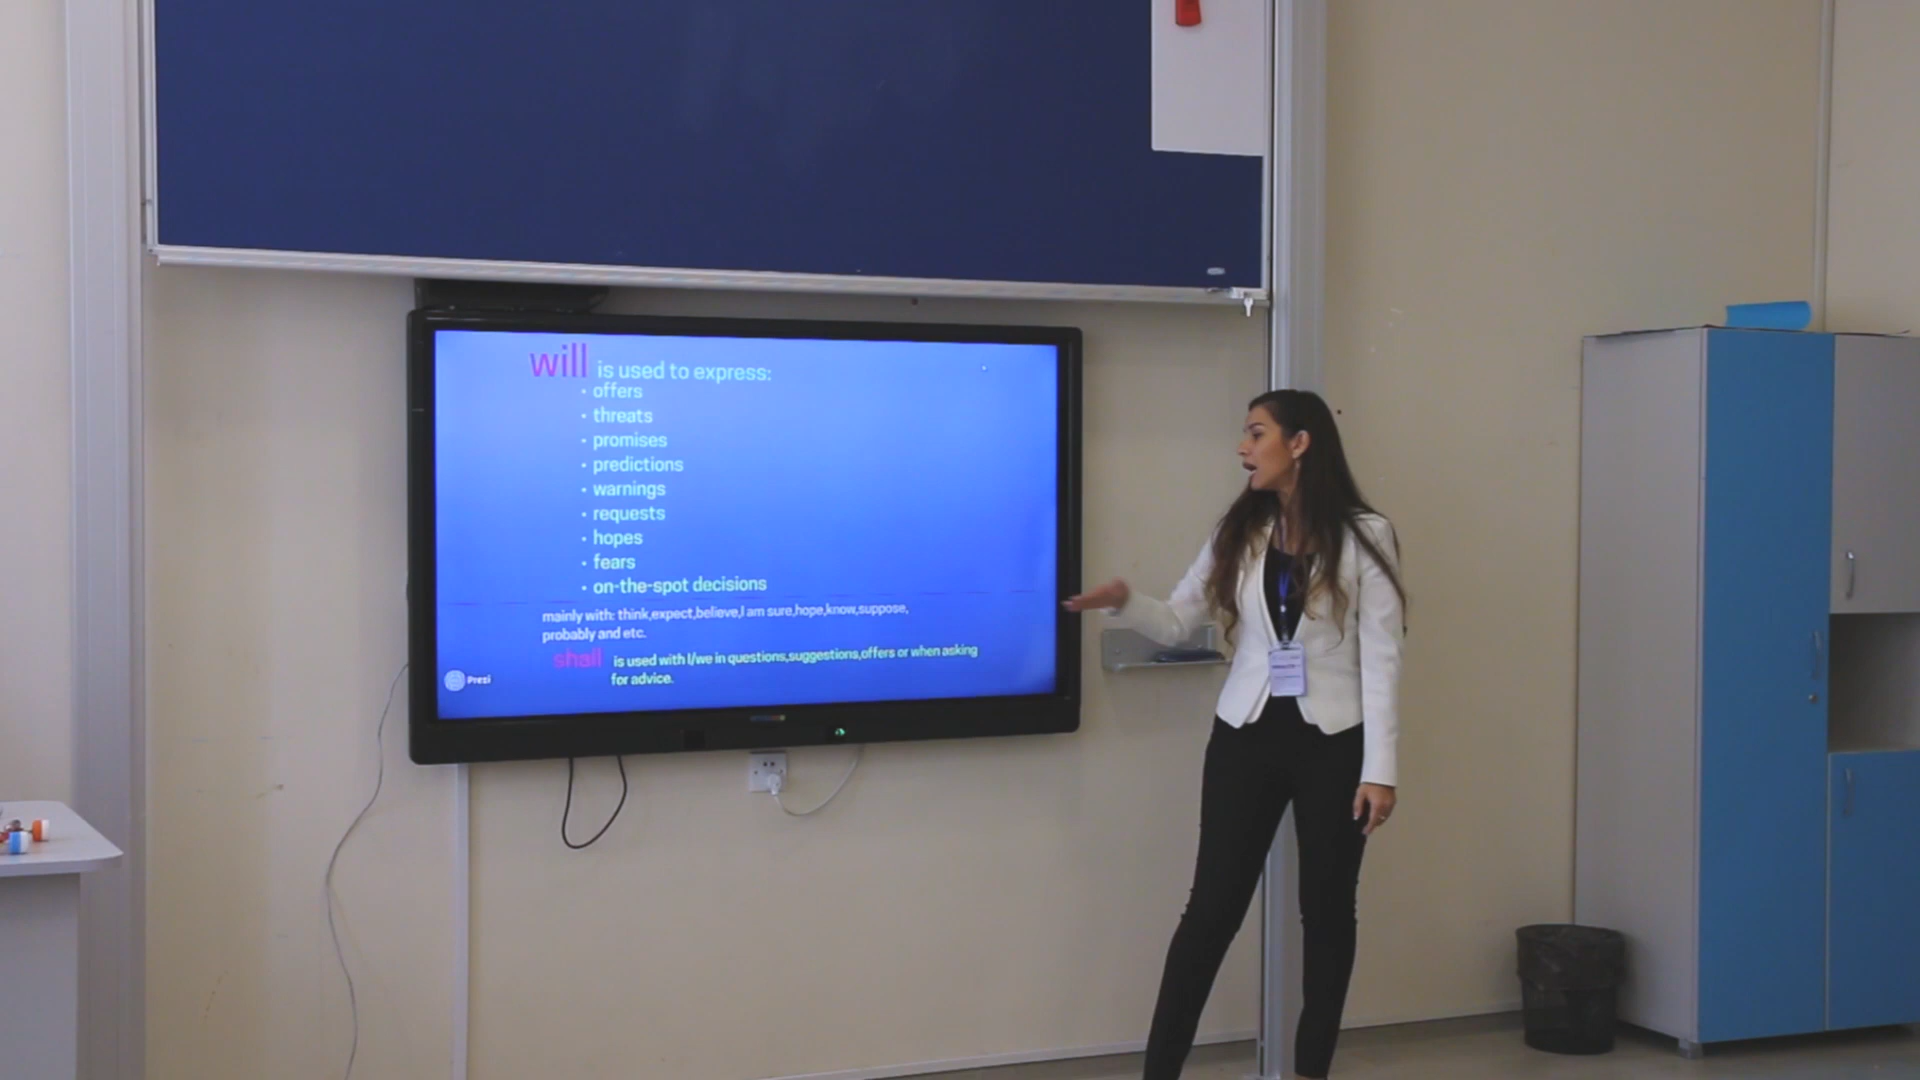 will is used to express:
• offers
• threats
• promises
• predictions
• warnings
• requests
• hopes
• fears
• on-the-spot decisions
mainly with: think,expect,believe,I am sure,hope,know,suppose,
probably and etc.
shall is used with I/we in questions,suggestions,offers or when asking
for advice.
Prezi